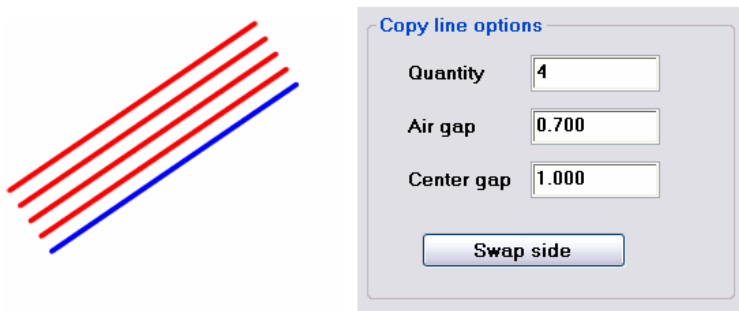 Copy line options
Quantity 4
Air gap 0.700
Center gap 1.000
Swap side